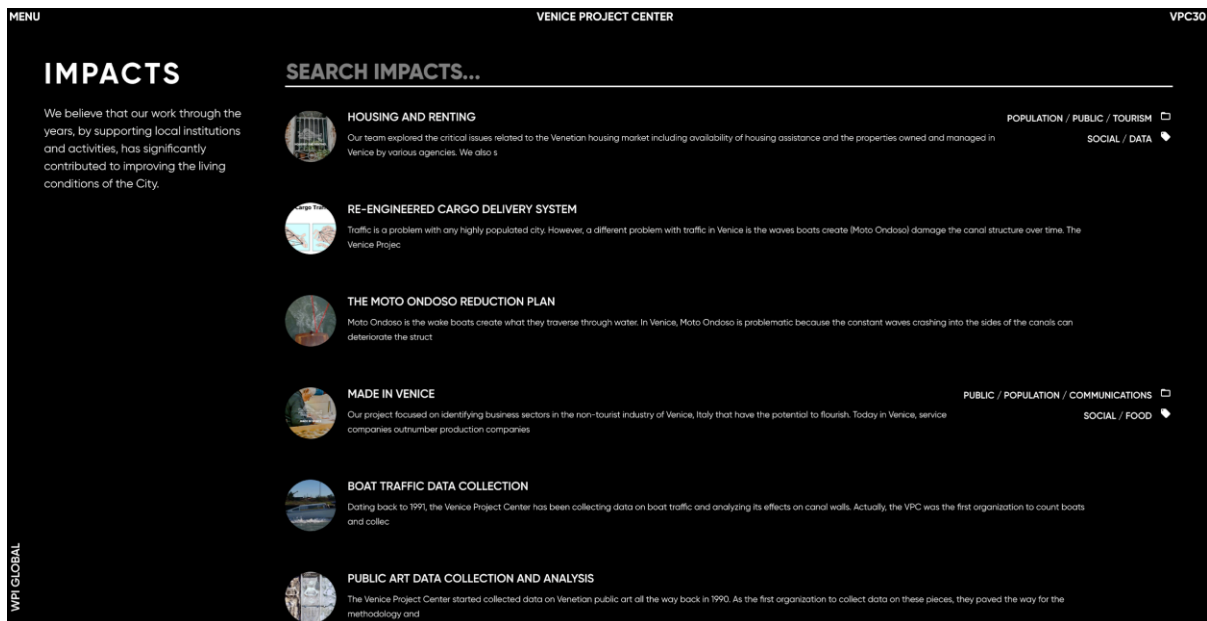 MENU
VENICE PROJECT CENTER
VPC30
IMPACTS
We believe that our work through the
years, by supporting local institutions
and activities, has significantly
contributed to improving the living
conditions of the City.
SEARCH IMPACTS...
HOUSING AND RENTING
Our team explored the critical issues related to the Venetian housing market including availability of housing assistance and the properties owned and managed in
Venice by various agencies. We also s
POPULATION / PUBLIC / TOURISM
SOCIAL / DATA
Cargo Traf
RE-ENGINEERED CARGO DELIVERY SYSTEM
Traffic is a problem with any highly populated city. However, a different problem with traffic in Venice is the waves boats create (Moto Ondoso) damage the canal structure over time. The
Venice Projec
THE MOTO ONDOSO REDUCTION PLAN
Moto Ondoso is the wake boats create what they traverse through water. In Venice, Moto Ondoso is problematic because the constant waves crashing into the sides of the canals can
deteriorate the struct
MADE IN VENICE
Our project focused on identifying business sectors in the non-tourist industry of Venice, Italy that have the potential to flourish. Today in Venice, service
companies outnumber production companies
PUBLIC / POPULATION / COMMUNICATIONS
SOCIAL / FOOD
BOAT TRAFFIC DATA COLLECTION
Dating back to 1991, the Venice Project Center has been collecting data on boat traffic and analyzing its effects on canal walls. Actually, the VPC was the first organization to count boats
and collec
PUBLIC ART DATA COLLECTION AND ANALYSIS
The Venice Project Center started collected data on Venetian public art all the way back in 1990. As the first organization to collect data on these pieces, they paved the way for the
methodology and
WPI GLOBAL